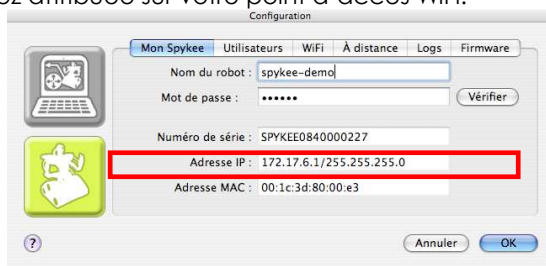 ez attribuée sur votre point d'accès WiFi.
Configuration
Mon Spykee Utilisateurs WiFi À distance Logs Firmware
Nom du robot : spykee-demo
Mot de passe : •••••• Vérifier
Numéro de série : SPYKEE0840000227
Adresse IP : 172.17.6.1/255.255.255.0
Adresse MAC : 00:1c:3d:80:00:e3
? Annuler OK